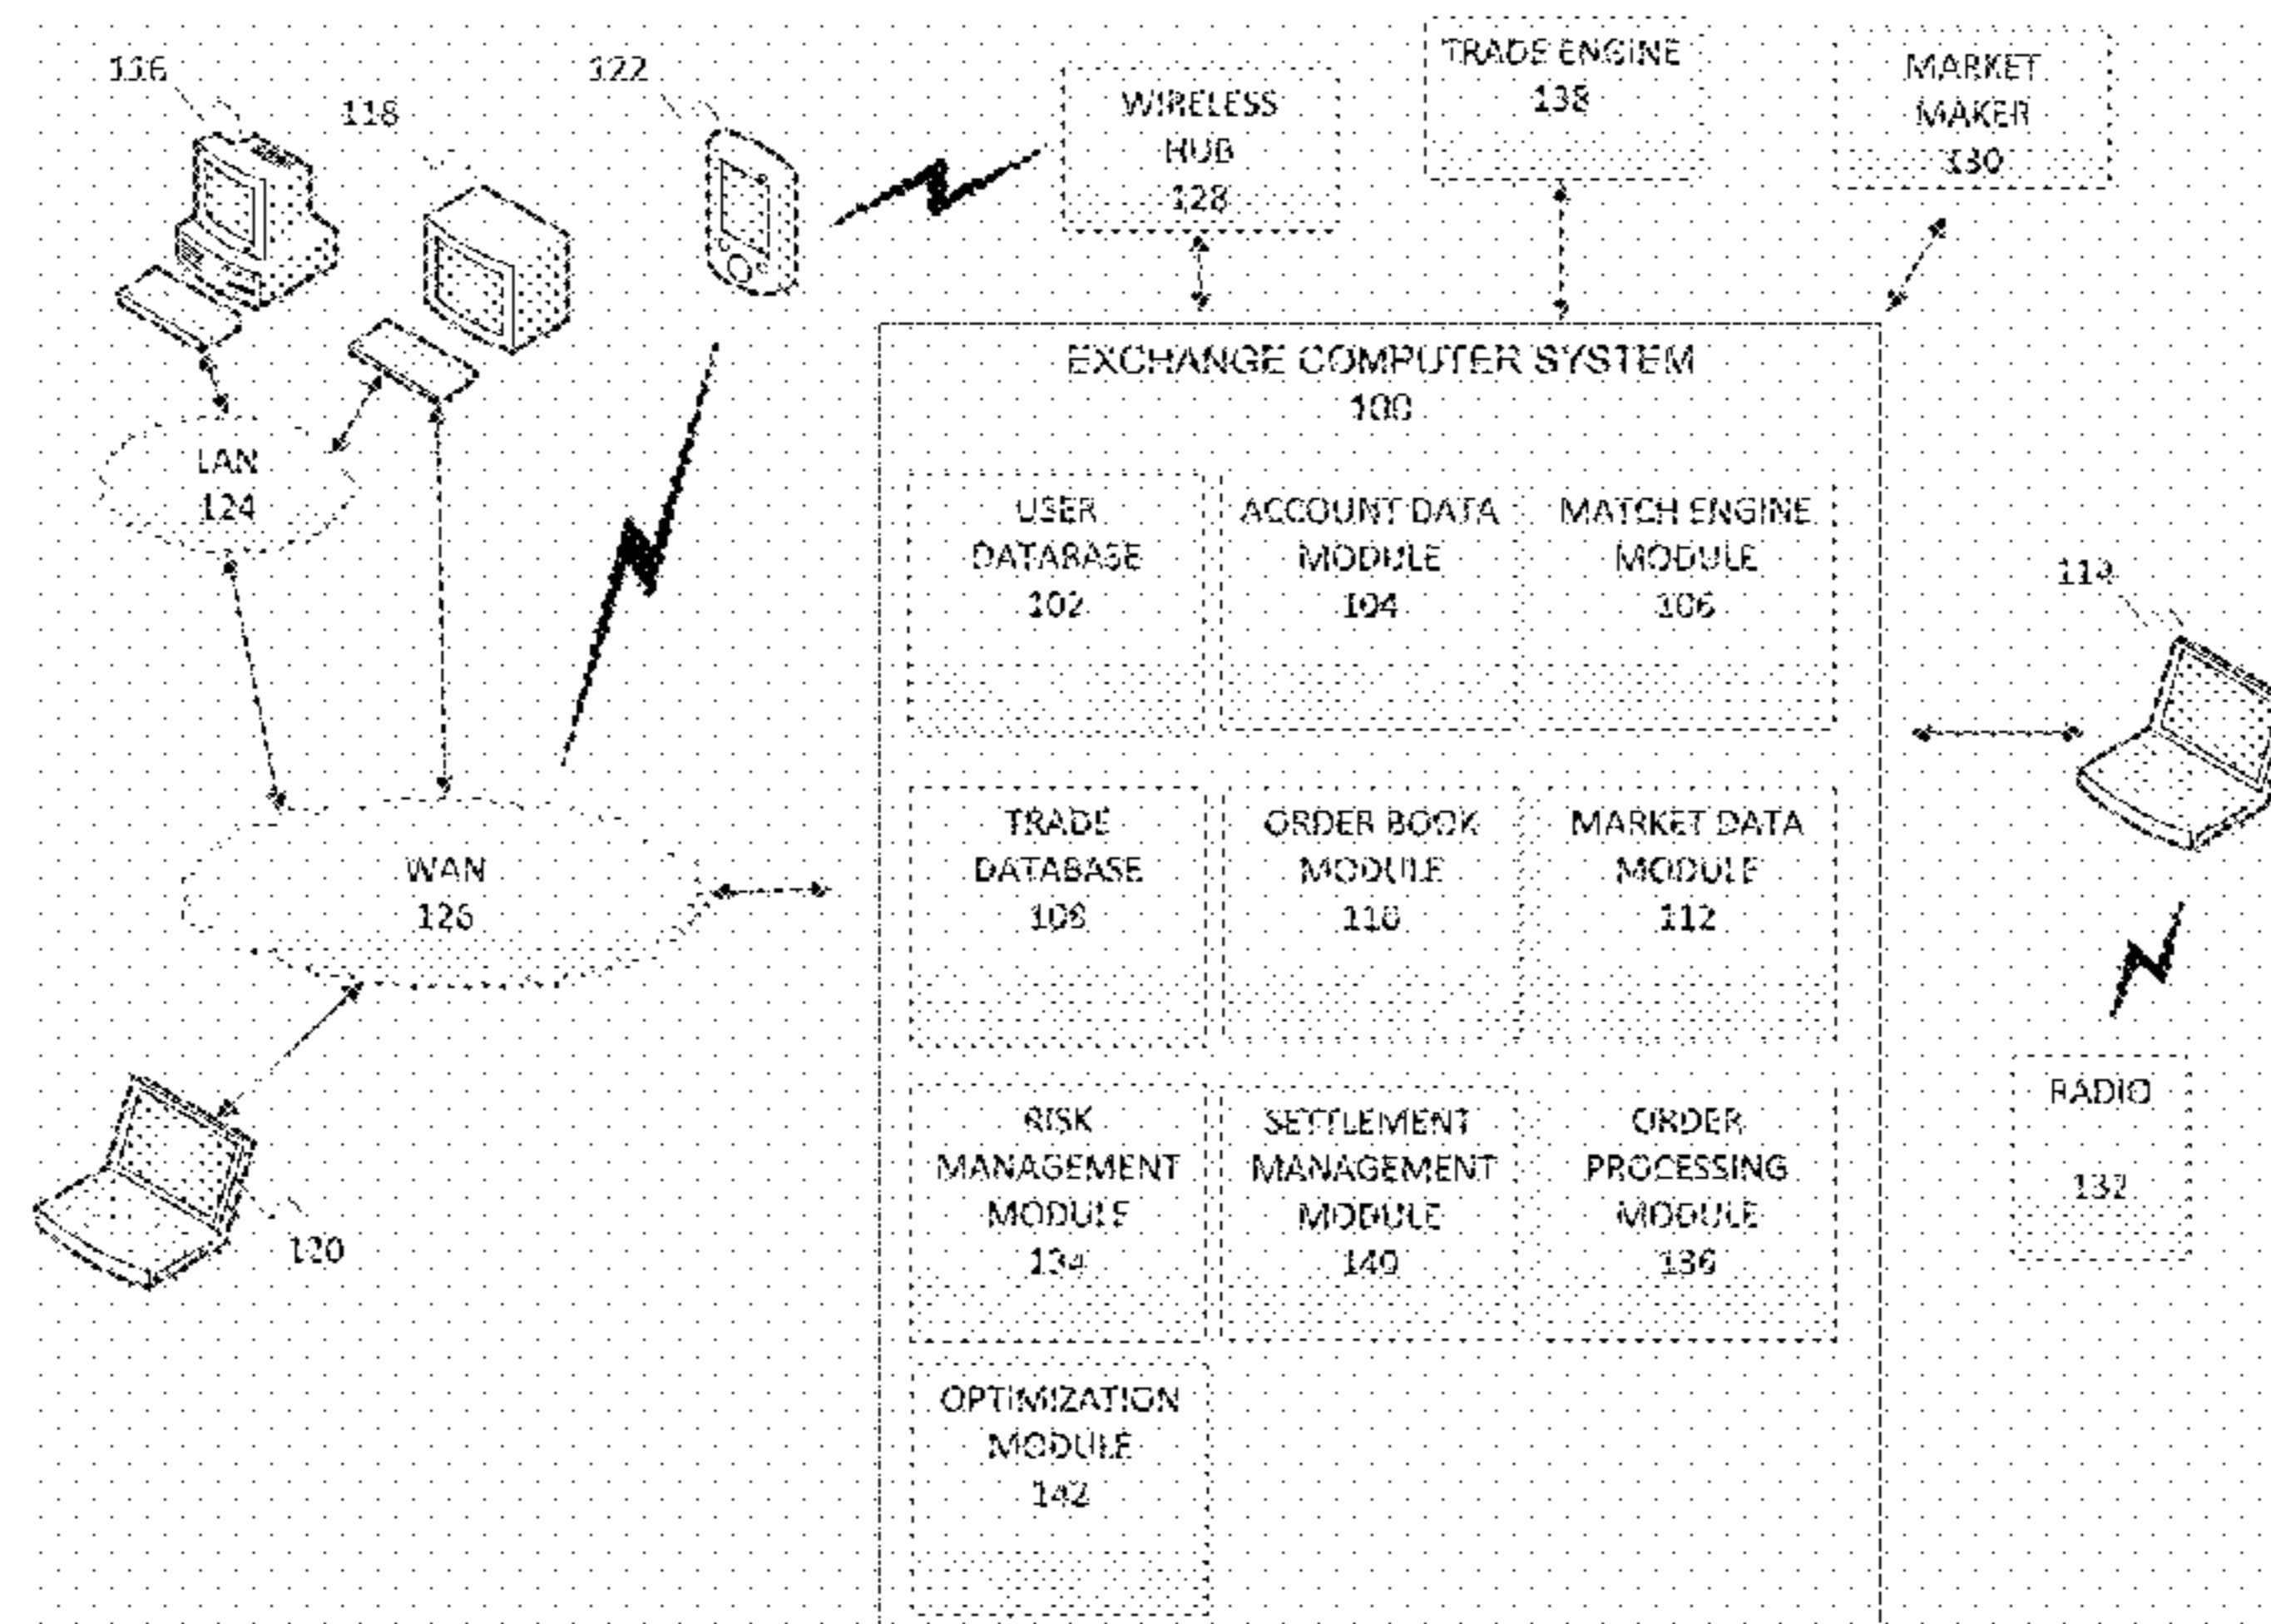 116
118
122
WIRELESS
HUB
128
TRADE ENGINE
138
MARKET
MAKER
130
EXCHANGE COMPUTER SYSTEM
100
LAN
124
USER
DATABASE
102
ACCOUNT DATA
MODULE
104
MATCH ENGINE
MODULE
106
114
WAN
126
TRADE
DATABASE
108
ORDER BOOK
MODULE
110
MARKET DATA
MODULE
112
RISK
MANAGEMENT
MODULE
134
SETTLEMENT
MANAGEMENT
MODULE
140
ORDER
PROCESSING
MODULE
136
RADIO
132
120
OPTIMIZATION
MODULE
142